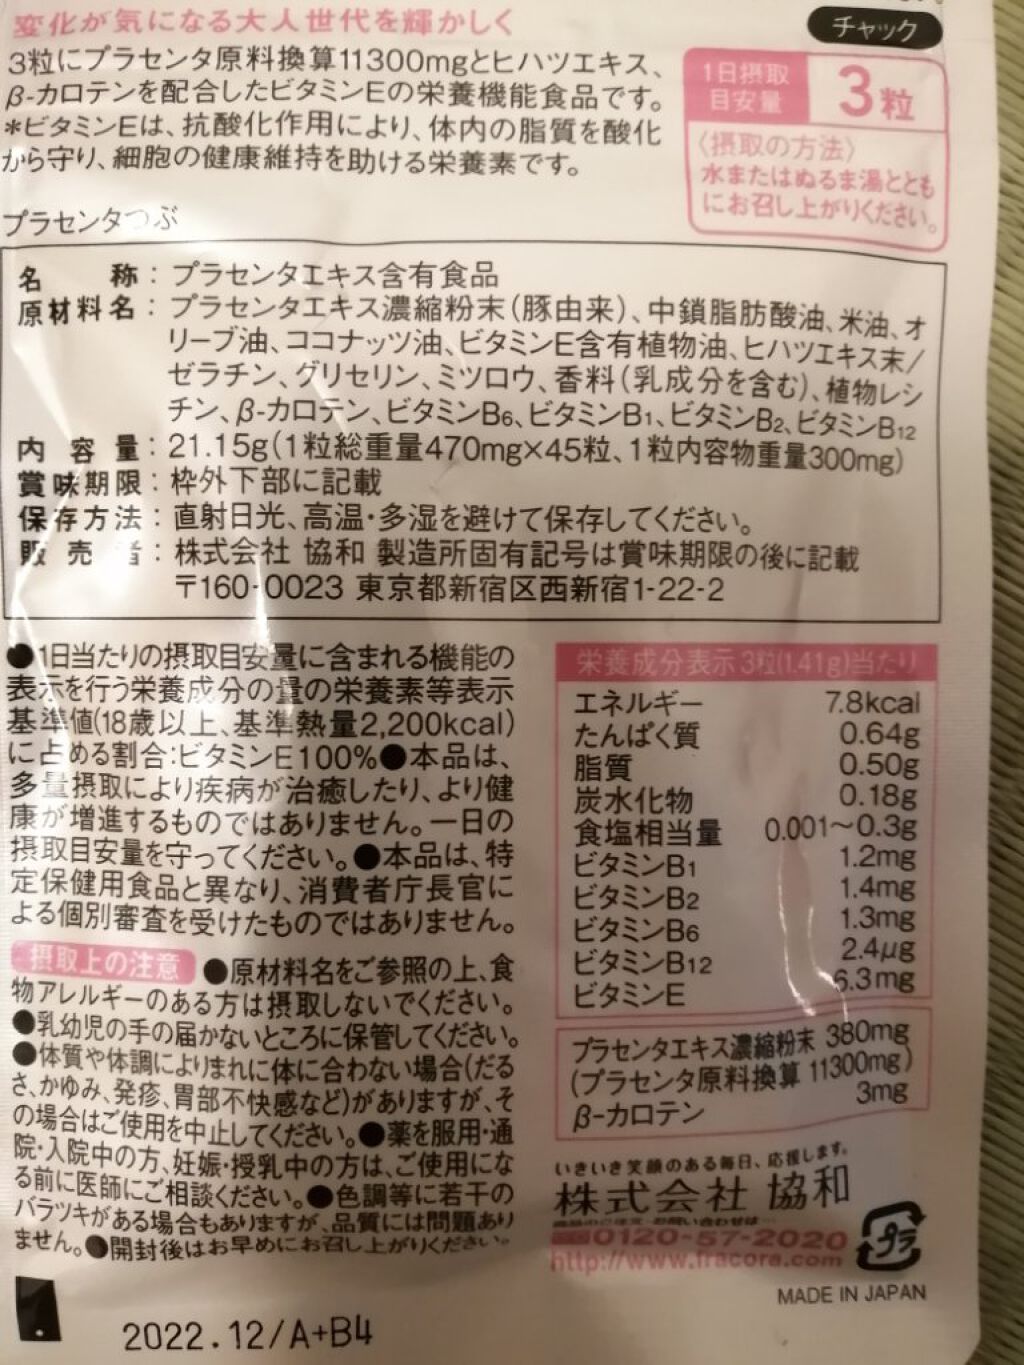 変化が気になる大人世代を輝かしく
チャック
3粒にプラセンタ原料換算11300mgとヒハツエキス、
β-カロテンを配合したビタミンEの栄養機能食品です。
*ビタミンEは、抗酸化作用により、体内の脂質を酸化
から守り、細胞の健康維持を助ける栄養素です。
1日摂取
目安量
3粒
〈摂取の方法〉
水またはぬるま湯ととも
にお召し上がりください。
プラセンタつぶ
名称:プラセンタエキス含有食品
原材料名:プラセンタエキス濃縮粉末(豚由来)、中鎖脂肪酸油、米油、オ
リーブ油、ココナッツ油、ビタミンE含有植物油、ヒハツエキス末/
ゼラチン、グリセリン、ミツロウ、香料(乳成分を含む)、植物レシ
チン、β-カロテン、ビタミンB6、ビタミンB1、ビタミンB2、ビタミンB12
内容量:21.15g(1粒総重量470mg×45粒、1粒内容物重量300mg)
賞味期限:枠外下部に記載
保存方法:直射日光、高温・多湿を避けて保存してください。
販売者:株式会社 協和 製造所固有記号は賞味期限の後に記載
〒160-0023 東京都新宿区西新宿1-22-2
●1日当たりの摂取目安量に含まれる機能の
表示を行う栄養成分の量の栄養素等表示
基準値(18歳以上、基準熱量2,200kcal)
に占める割合:ビタミンE100%●本品は、
多量摂取により疾病が治癒したり、より健
康が増進するものではありません。一日の
摂取目安量を守ってください。●本品は、特
定保健用食品と異なり、消費者庁長官に
よる個別審査を受けたものではありません。
摂取上の注意 ●原材料名をご参照の上、食
物アレルギーのある方は摂取しないでください。
●乳幼児の手の届かないところに保管してください。
●体質や体調によりまれに体に合わない場合(だる
さ、かゆみ、発疹、胃部不快感など)がありますが、そ
の場合はご使用を中止してください。●薬を服用・通
院・入院中の方、妊娠・授乳中の方は、ご使用にな
る前に医師にご相談ください。●色調等に若干の
バラツキがある場合もありますが、品質には問題あり
ません。●開封後はお早めにお召し上がりください。
栄養成分表示 3粒(1.41g)当たり
エネルギー 7.8kcal
たんぱく質 0.64g
脂質 0.50g
炭水化物 0.18g
食塩相当量 0.001~0.3g
ビタミンB1 1.2mg
ビタミンB2 1.4mg
ビタミンB6 1.3mg
ビタミンB12 2.4μg
ビタミンE 6.3mg
プラセンタエキス濃縮粉末 380mg
(プラセンタ原料換算 11300mg)
β-カロテン 3mg
いきいき笑顔のある毎日、応援します。
株式会社 協和
0120-57-2020
http://www.fracora.com
プラ
MADE IN JAPAN
2022.12/A+B4